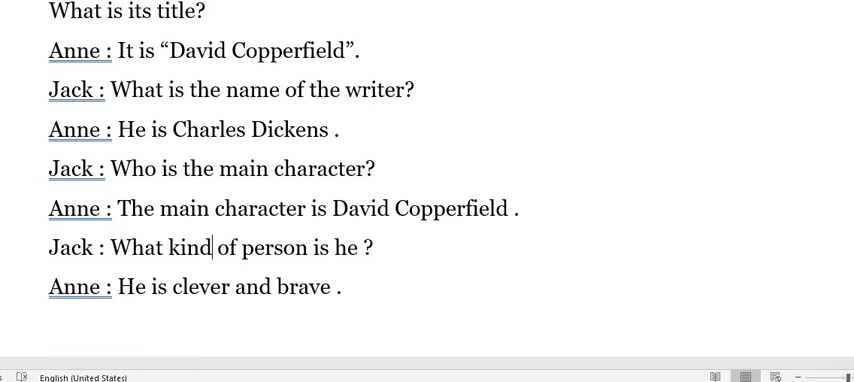 What is its title?
Anne : It is “David Copperfield”.
Jack : What is the name of the writer?
Anne : He is Charles Dickens .
Jack : Who is the main character?
Anne : The main character is David Copperfield .
Jack : What kind of person is he ?
Anne : He is clever and brave .
English (United States)